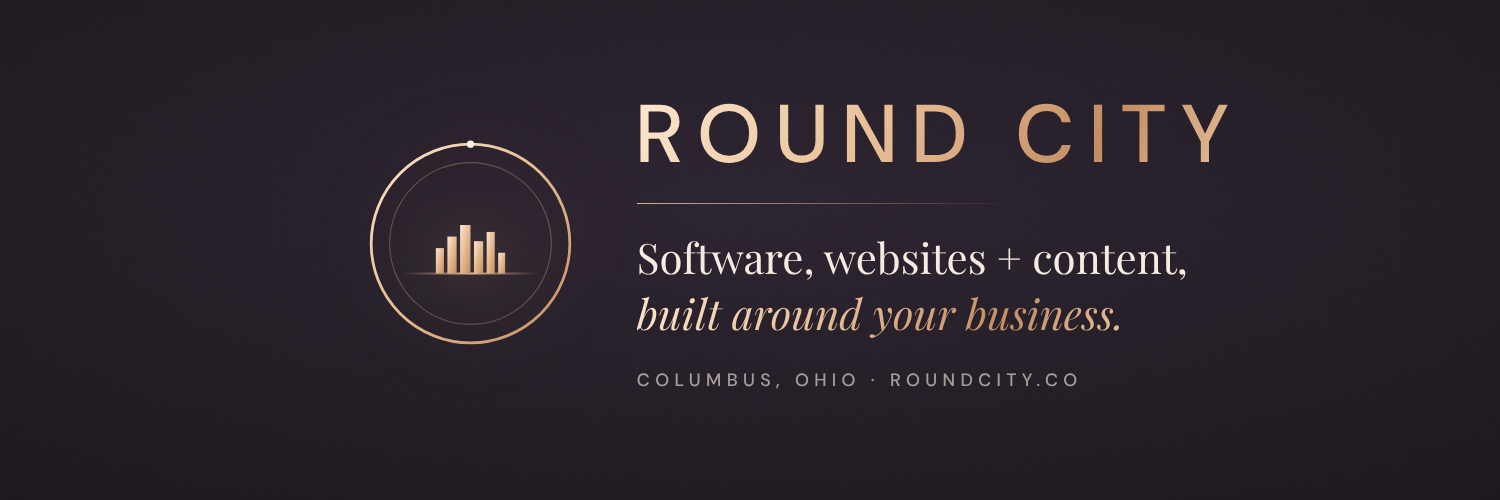 ROUND CITY
Software, websites + content,
built around your business.
COLUMBUS, OHIO · ROUNDCITY.CO